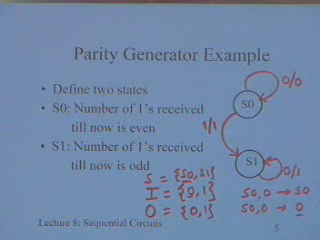 Parity Generator Example
• Define two states
• S0: Number of 1's received
till now is even
• S1: Number of 1's received
till now is odd
S0
0/0
1/1
S1
0/1
S = {S0, S1}
I = {0, 1}
O = {0, 1}
S0, 0 → S0
S0, 0 → 0
Lecture 8: Sequential Circuits
5